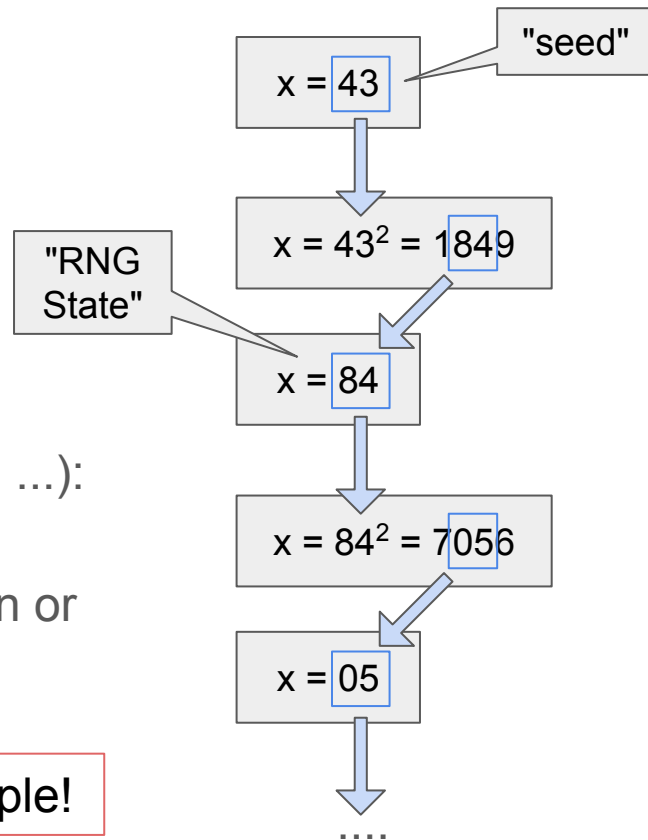 "seed"
x = 43
x = 43² = 1849
"RNG
State"
x = 84
...):
x = 84² = 7056
n or
x = 05
ple!
....